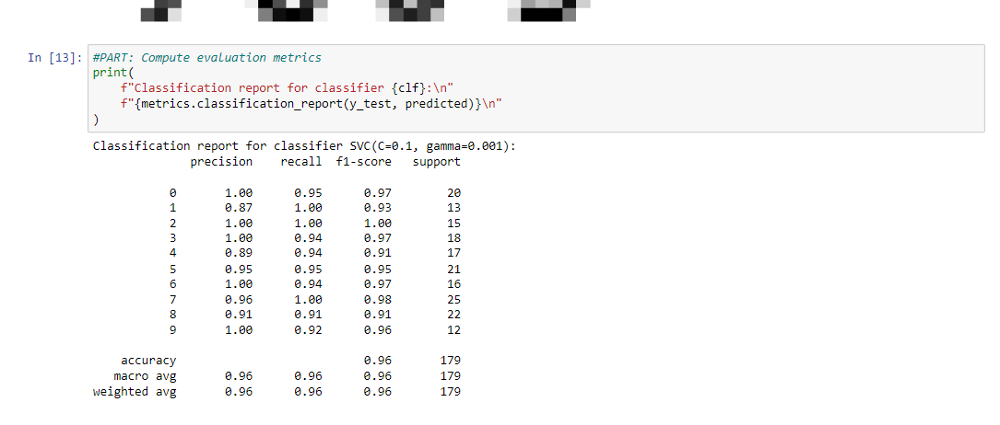 In [13]: #PART: Compute evaluation metrics
print(
f"Classification report for classifier {clf}:\n"
f"{metrics.classification_report(y_test, predicted)}\n"
)
Classification report for classifier SVC(C=0.1, gamma=0.001):
precision recall f1-score support
0 1.00 0.95 0.97 20
1 0.87 1.00 0.93 13
2 1.00 1.00 1.00 15
3 1.00 0.94 0.97 18
4 0.89 0.94 0.91 17
5 0.95 0.95 0.95 21
6 1.00 0.94 0.97 16
7 0.96 1.00 0.98 25
8 0.91 0.91 0.91 22
9 1.00 0.92 0.96 12
accuracy 0.96 179
macro avg 0.96 0.96 0.96 179
weighted avg 0.96 0.96 0.96 179